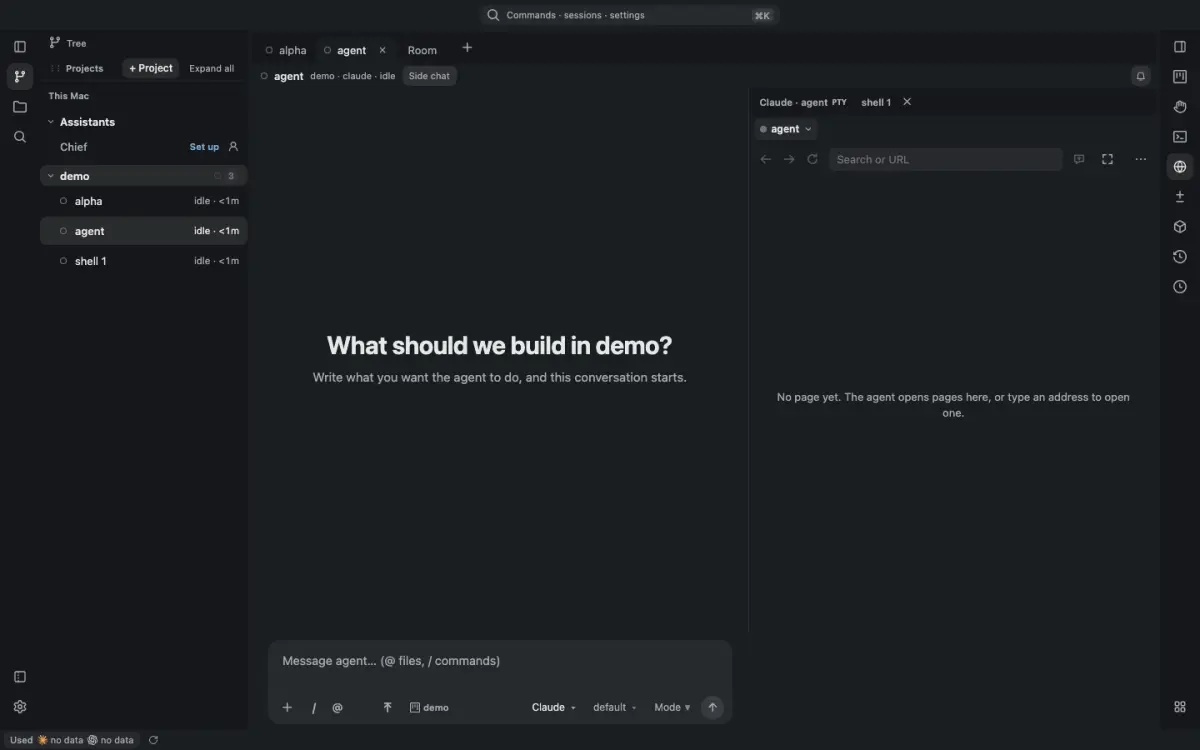 Commands · sessions · settings ⌘K
Tree
Projects + Project Expand all
This Mac
Assistants
Chief Set up
demo 3
alpha idle · <1m
agent idle · <1m
shell 1 idle · <1m
alpha agent × Room +
agent demo · claude · idle Side chat
What should we build in demo?
Write what you want the agent to do, and this conversation starts.
Message agent... (@ files, / commands)
+ / @ demo Claude default Mode
Claude · agent PTY shell 1 ×
agent
Search or URL
No page yet. The agent opens pages here, or type an address to open
one.
Used no data no data